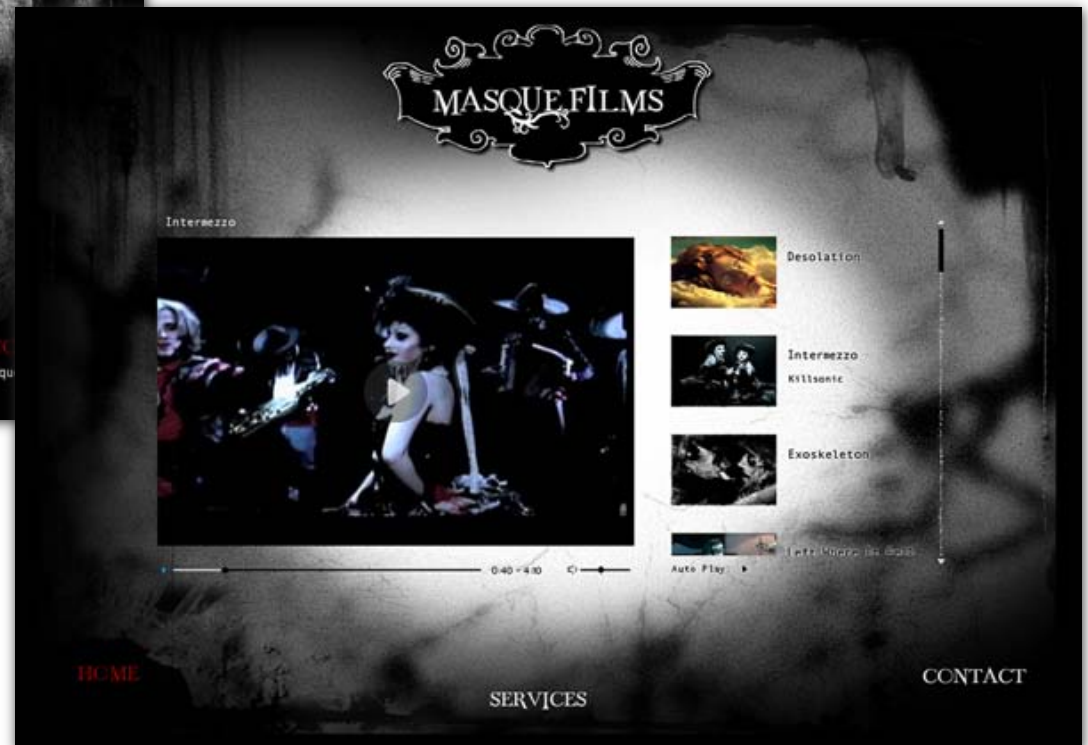 MASQUE FILMS
Intermezzo
Desolation
Intermezzo
Killsonic
Exoskeleton
0:40 - 4:10
Auto Play
HOME
CONTACT
SERVICES